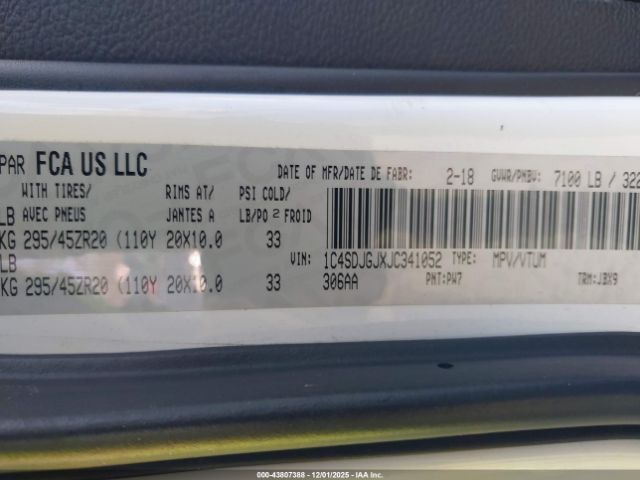 PAR FCA US LLC
DATE OF MFR/DATE DE FABR: 2-18 GVWR/PNBV: 7100 LB / 322
WITH TIRES/ RIMS AT/ PSI COLD/
LB AVEC PNEUS JANTES A LB/PO 2 FROID
KG 295/45ZR20 (110Y 20X10.0 33
LB VIN: 1C4SDJGJXJC341052 TYPE: MPV/VTUM
KG 295/45ZR20 (110Y 20X10.0 33 306AA PNT:PW7 TRM:JBX9
000-43807388 - 12/01/2025 - IAA Inc.